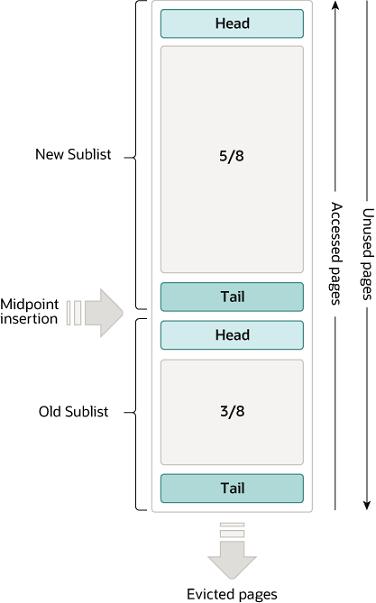 Head
New Sublist
5/8
Accessed pages
Unused pages
Tail
Midpoint
insertion
Head
Old Sublist
3/8
Tail
Evicted pages